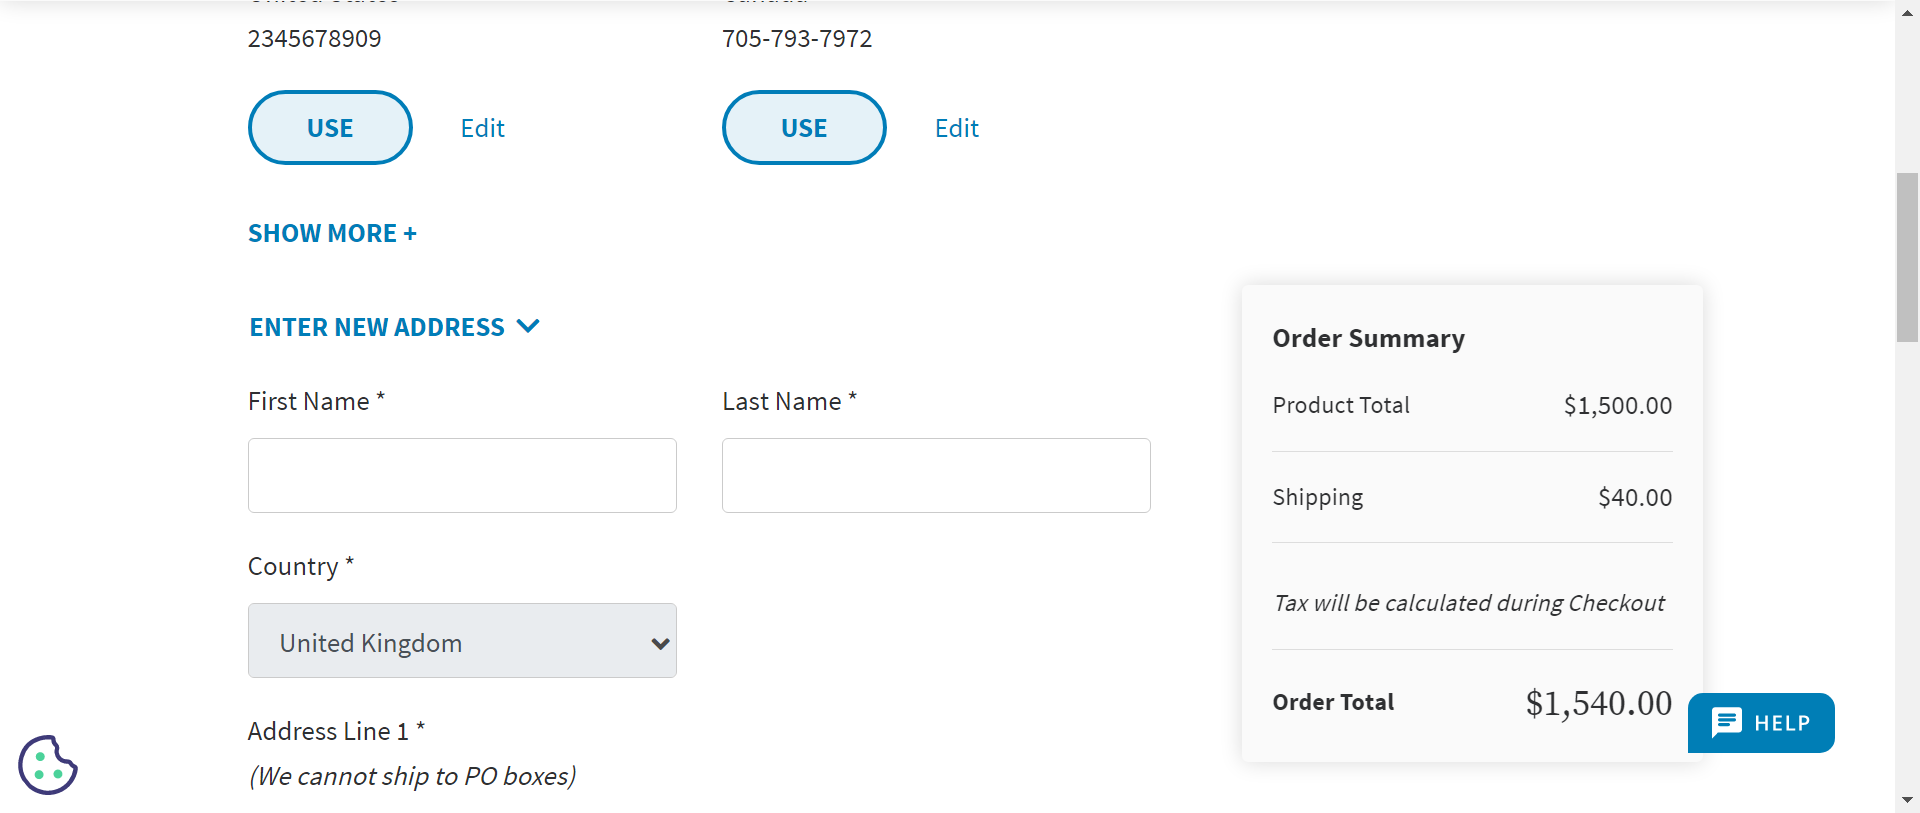 2345678909
705-793-7972
USE
Edit
USE
Edit
SHOW MORE +
ENTER NEW ADDRESS
First Name *
Last Name *
Country *
United Kingdom
Address Line 1 *
(We cannot ship to PO boxes)
Order Summary
Product Total $1,500.00
Shipping $40.00
Tax will be calculated during Checkout
Order Total $1,540.00
HELP